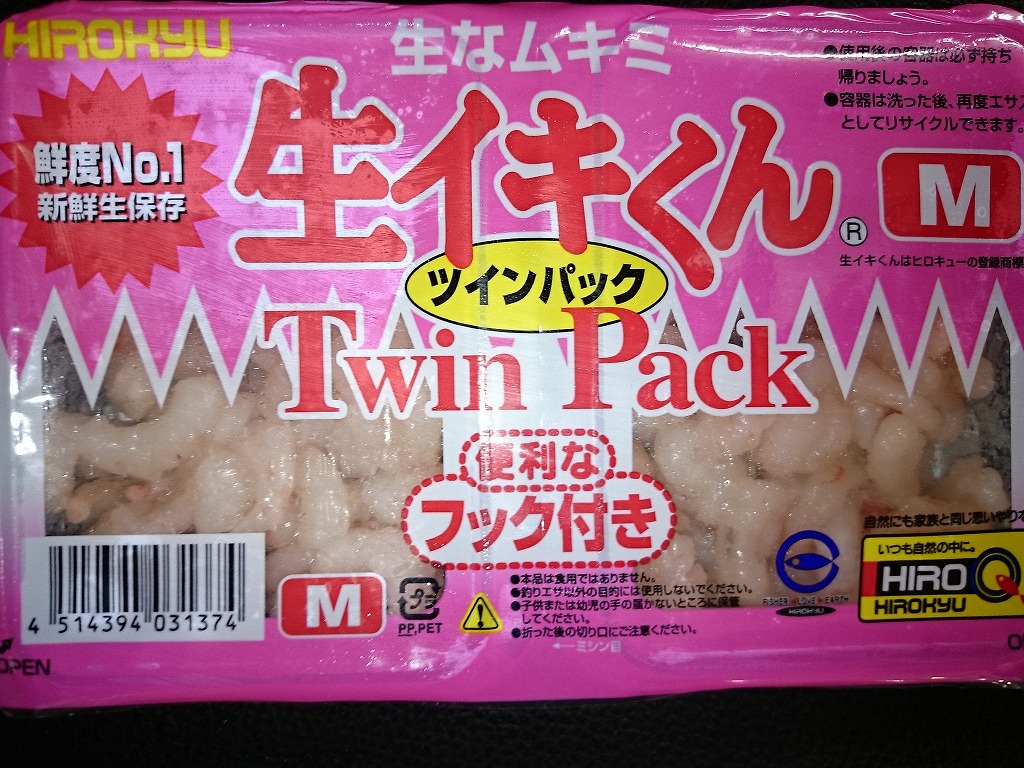 HIROKYU
生なムキミ
●使用後の容器は必ず持ち
帰りましょう。
●容器は洗った後、再度エサ入
としてリサイクルできます。
鮮度No.1
新鮮生保存
生イキくん
®
M
生イキくんはヒロキューの登録商標
ツインパック
Twin Pack
便利な
フック付き
自然にも家族と同じ思いやりを
いつも自然の中に。
HIRO Q
HIROKYU
FISHER LOVE EARTH
HIROKYU
4 514394 031374
M
プラ
PP,PET
●本品は食用ではありません。
●釣りエサ以外の目的には使用しないでください。
●子供または幼児の手の届かないところに保管
してください。
●折った後の切り口にご注意ください。
←ミシン目
OPEN